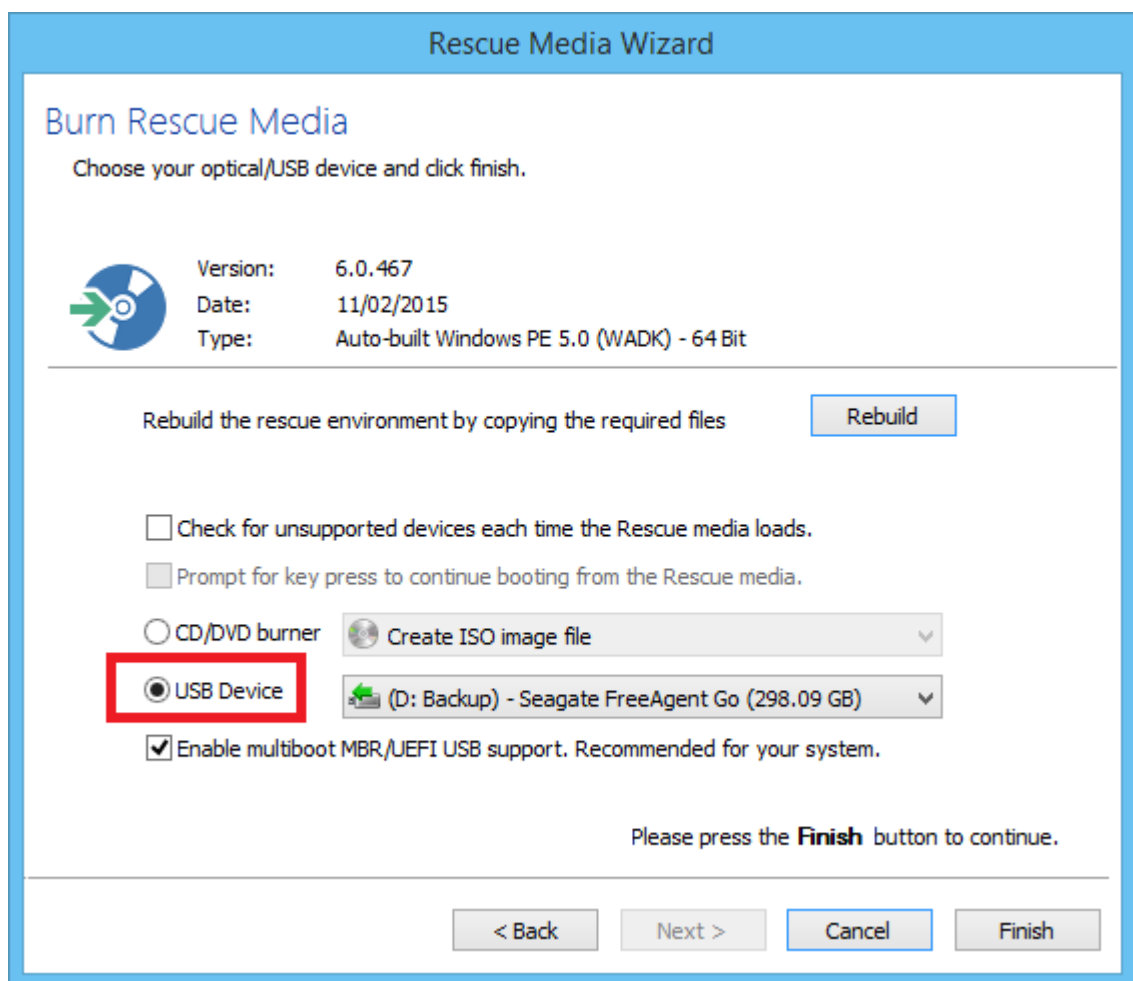 Rescue Media Wizard
Burn Rescue Media
Choose your optical/USB device and click finish.
Version: 6.0.467
Date: 11/02/2015
Type: Auto-built Windows PE 5.0 (WADK) - 64 Bit
Rebuild the rescue environment by copying the required files Rebuild
Check for unsupported devices each time the Rescue media loads.
Prompt for key press to continue booting from the Rescue media.
CD/DVD burner Create ISO image file
USB Device (D: Backup) - Seagate FreeAgent Go (298.09 GB)
Enable multiboot MBR/UEFI USB support. Recommended for your system.
Please press the Finish button to continue.
< Back Next > Cancel Finish